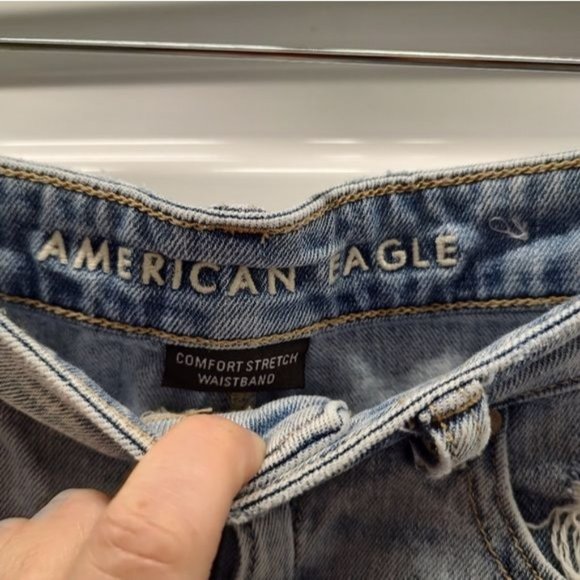 AMERICAN EAGLE
COMFORT STRETCH
WAISTBAND